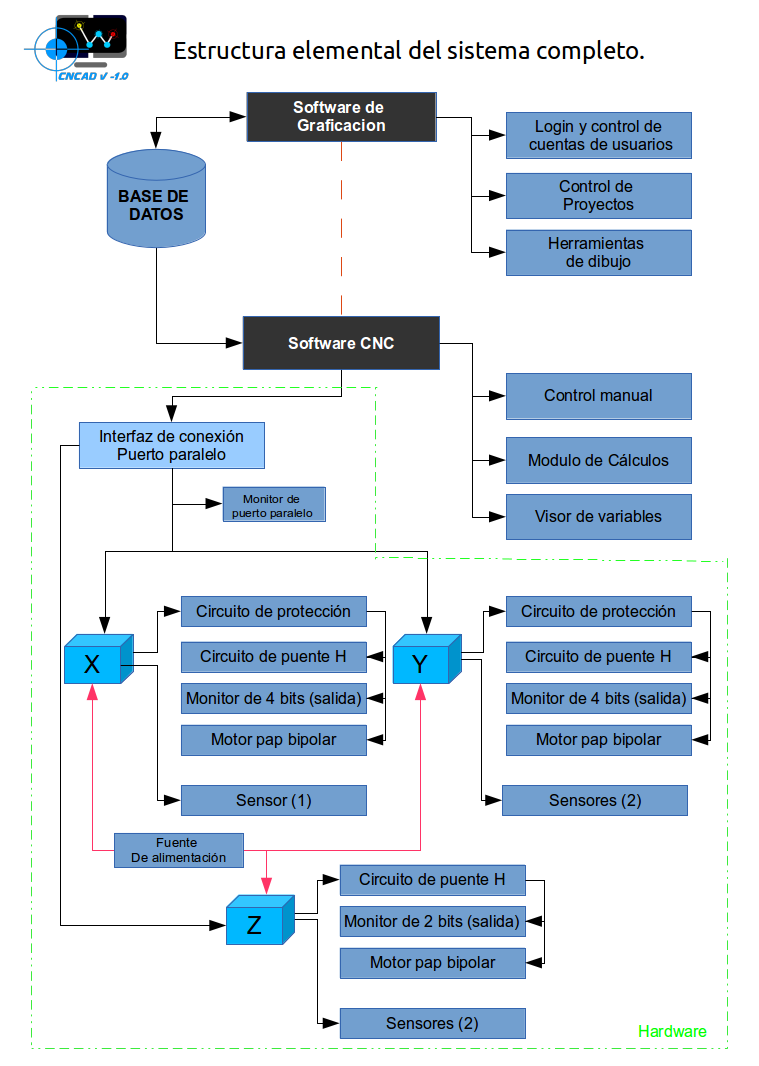 CNCAD V -1.0
Estructura elemental del sistema completo.
Software de
Graficacion
Login y control de
cuentas de usuarios
BASE DE
DATOS
Control de
Proyectos
Herramientas
de dibujo
Software CNC
Control manual
Interfaz de conexión
Puerto paralelo
Modulo de Cálculos
Monitor de
puerto paralelo
Visor de variables
X
Circuito de protección
Circuito de puente H
Monitor de 4 bits (salida)
Motor pap bipolar
Sensor (1)
Y
Circuito de protección
Circuito de puente H
Monitor de 4 bits (salida)
Motor pap bipolar
Sensores (2)
Fuente
De alimentación
Z
Circuito de puente H
Monitor de 2 bits (salida)
Motor pap bipolar
Sensores (2)
Hardware